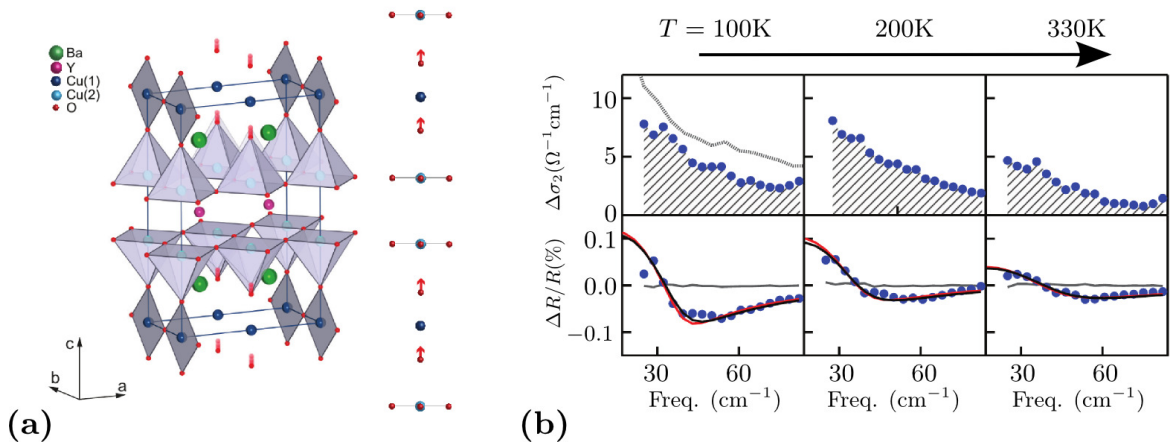 Ba
Y
Cu(1)
Cu(2)
O
c
b
a
(a)
T = 100K 200K 330K
Δσ₂(Ω⁻¹cm⁻¹)
10
5
0
ΔR/R(%)
0.1
0.0
−0.1
30 60 30 60 30 60
Freq. (cm⁻¹) Freq. (cm⁻¹) Freq. (cm⁻¹)
(b)